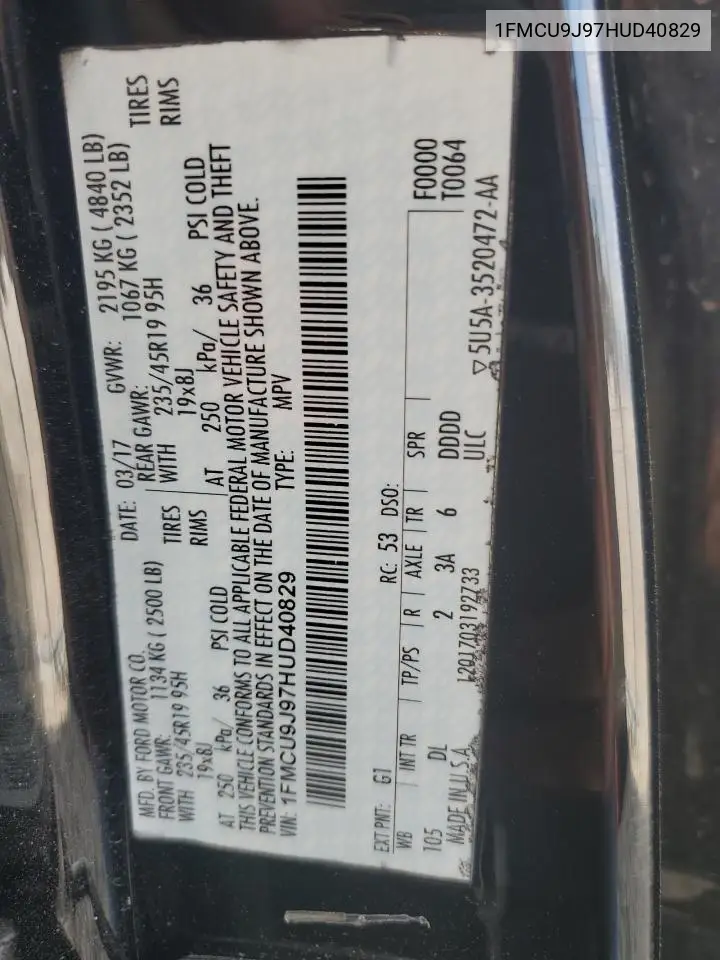 1FMCU9J97HUD40829
MFD. BY FORD MOTOR CO.
DATE: 03/17 GVWR: 2195 KG ( 4840 LB)
FRONT GAWR: 1134 KG ( 2500 LB) REAR GAWR: 1067 KG ( 2352 LB)
WITH 235/45R19 95H TIRES WITH 235/45R19 95H TIRES
19x8J RIMS 19x8J RIMS
AT 250 kPa/ 36 PSI COLD AT 250 kPa/ 36 PSI COLD
THIS VEHICLE CONFORMS TO ALL APPLICABLE FEDERAL MOTOR VEHICLE SAFETY AND THEFT
PREVENTION STANDARDS IN EFFECT ON THE DATE OF MANUFACTURE SHOWN ABOVE.
VIN: 1FMCU9J97HUD40829 TYPE: MPV
EXT PNT: G1 RC: 53 DSO: F0000
WB INT TR TP/PS R AXLE TR SPR T0064
105 DL 2 3A 6 DDDD
MADE IN U.S.A. 1201703192733 ULC
5U5A-3520472-AA